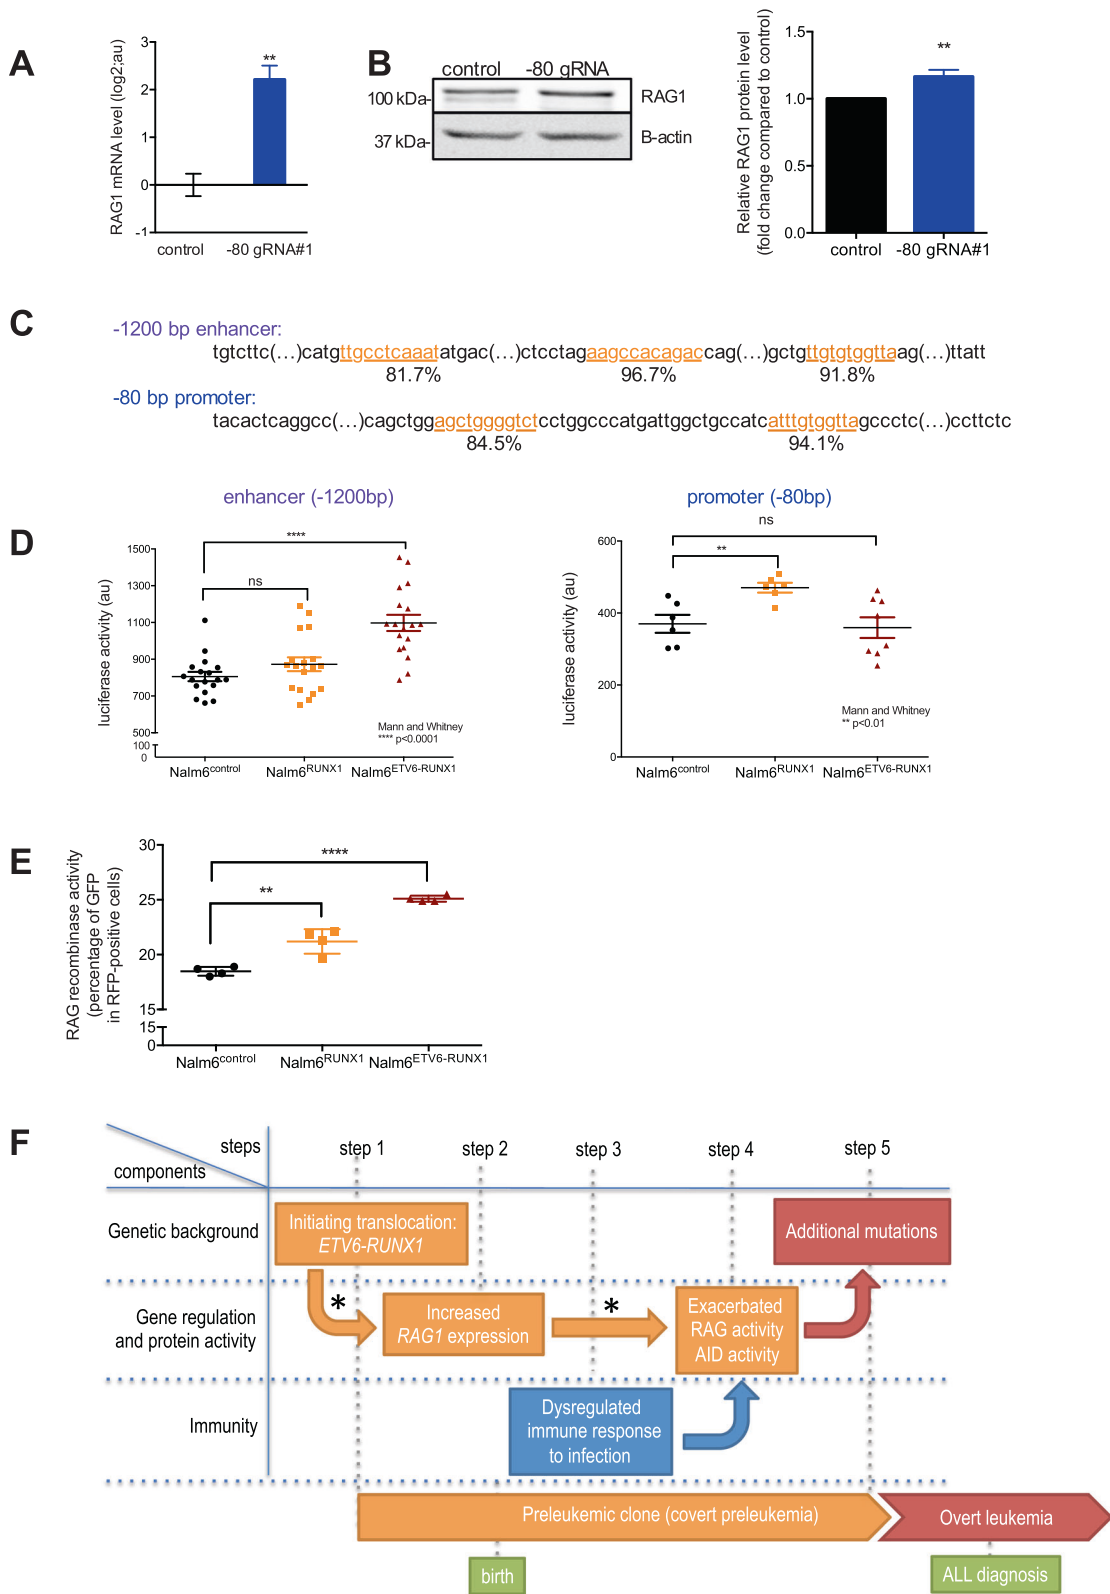 A
RAG1 mRNA level (log2;au)
3
2
1
0
-1
**
control
-80 gRNA#1
B
control
-80 gRNA
100 kDa-
RAG1
37 kDa-
B-actin
Relative RAG1 protein level
(fold change compared to control)
1.5
1.0
0.5
0.0
**
control
-80 gRNA#1
C
-1200 bp enhancer:
tgtcttc(…)catgttgcctcaaatatgac(…)ctcctagaagccacagaccag(…)gctgttgtgtggttaag(…)ttatt
81.7%
96.7%
91.8%
-80 bp promoter:
tacactcaggcc(…)cagctggagctggggtctcctggcccatgattggctgccatcatttgtggttagccctc(…)ccttctc
84.5%
94.1%
D
enhancer (-1200bp)
luciferase activity (au)
1500
1300
1100
900
700
500
100
0
****
ns
Mann and Whitney
**** p<0.0001
Nalm6control
Nalm6RUNX1
Nalm6ETV6-RUNX1
promoter (-80bp)
luciferase activity (au)
600
400
200
0
ns
**
Mann and Whitney
** p<0.01
Nalm6control
Nalm6RUNX1
Nalm6ETV6-RUNX1
E
RAG recombinase activity
(percentage of GFP
in RFP-positive cells)
30
25
20
15
15
0
****
**
Nalm6control
Nalm6RUNX1
Nalm6ETV6-RUNX1
F
steps
components
step 1
step 2
step 3
step 4
step 5
Genetic background
Initiating translocation:
ETV6-RUNX1
Additional mutations
Gene regulation
and protein activity
*
Increased
RAG1 expression
*
Exacerbated
RAG activity
AID activity
Immunity
Dysregulated
immune response
to infection
Preleukemic clone (covert preleukemia)
Overt leukemia
birth
ALL diagnosis